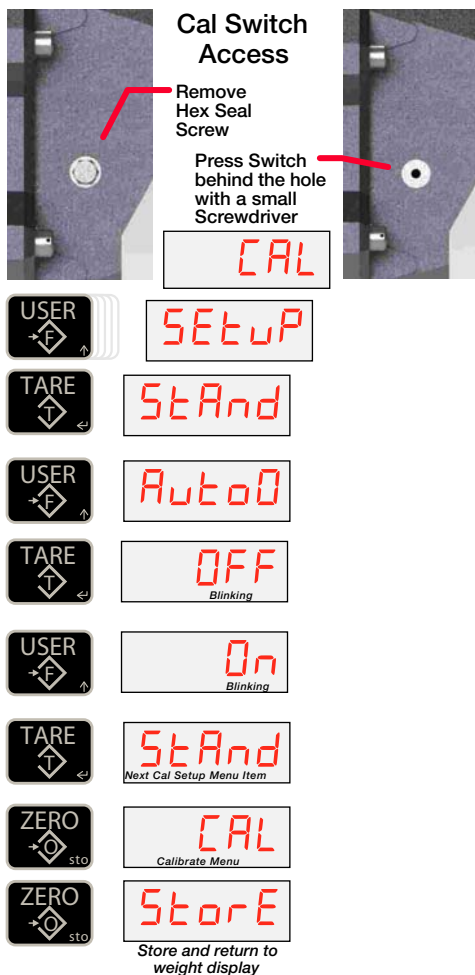 Cal Switch
Access
Remove
Hex Seal
Screw
Press Switch
behind the hole
with a small
Screwdriver
CAL
USER
F
SEtuP
TARE
T
StAnd
USER
F
Auto0
TARE
T
OFF
Blinking
USER
F
On
Blinking
TARE
T
StAnd
Next Cal Setup Menu Item
ZERO
0
sto
CAL
Calibrate Menu
ZERO
0
sto
StorE
Store and return to
weight display